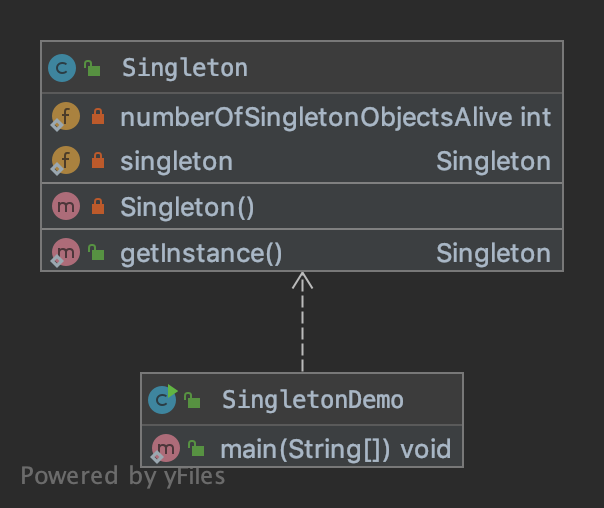 Singleton
numberOfSingletonObjectsAlive int
singleton Singleton
Singleton()
getInstance() Singleton
SingletonDemo
main(String[]) void
Powered by yFiles